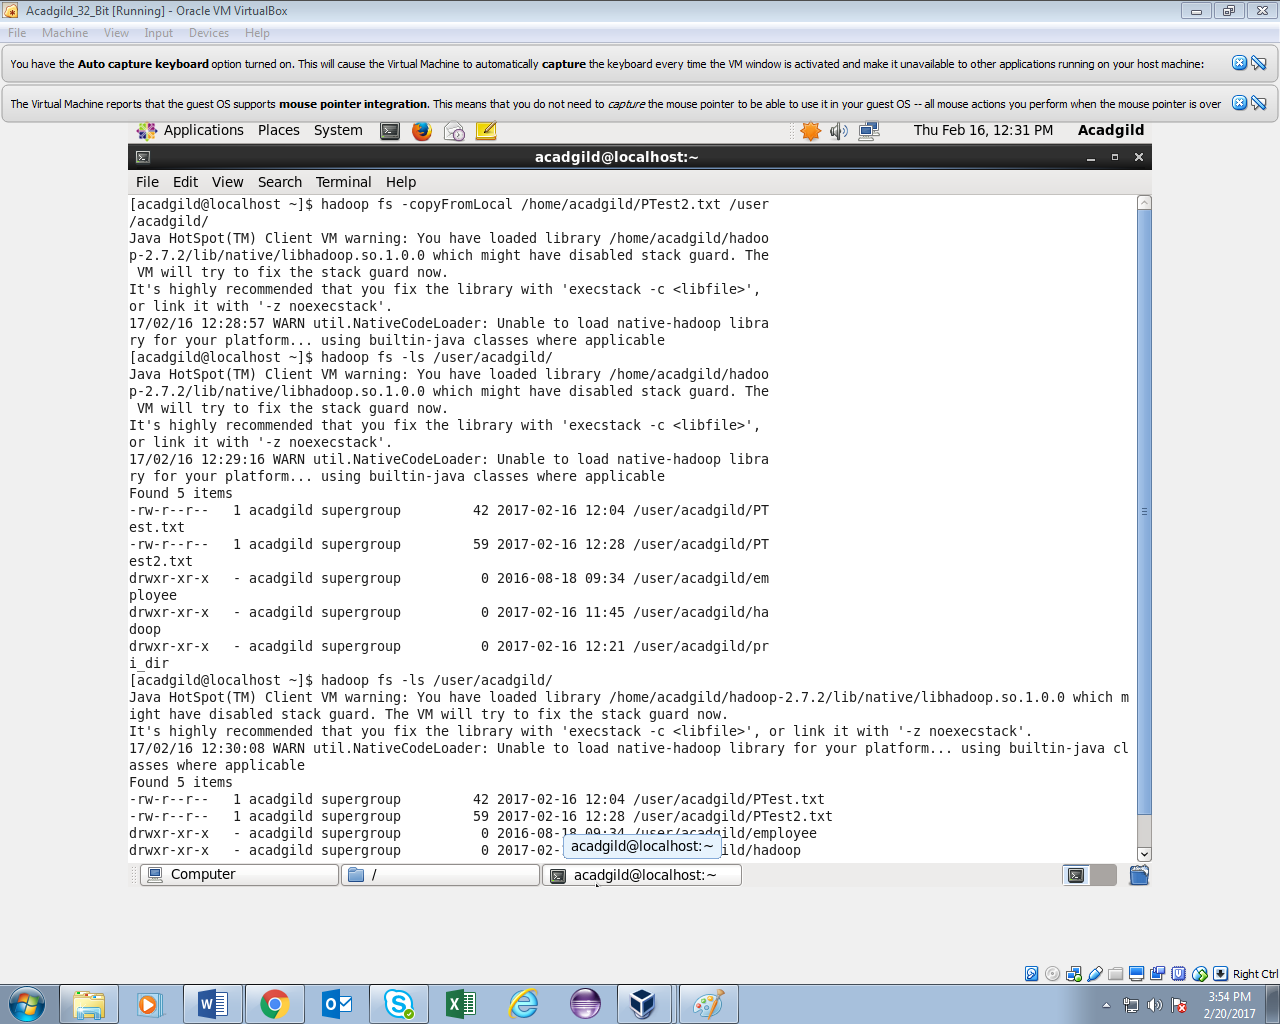 Acadgild_32_Bit [Running] - Oracle VM VirtualBox
File Machine View Input Devices Help
You have the Auto capture keyboard option turned on. This will cause the Virtual Machine to automatically capture the keyboard every time the VM window is activated and make it unavailable to other applications running on your host machine:
The Virtual Machine reports that the guest OS supports mouse pointer integration. This means that you do not need to capture the mouse pointer to be able to use it in your guest OS -- all mouse actions you perform when the mouse pointer is over
Applications Places System Thu Feb 16, 12:31 PM Acadgild
acadgild@localhost:~
File Edit View Search Terminal Help
[acadgild@localhost ~]$ hadoop fs -copyFromLocal /home/acadgild/PTest2.txt /user
/acadgild/
Java HotSpot(TM) Client VM warning: You have loaded library /home/acadgild/hadoo
p-2.7.2/lib/native/libhadoop.so.1.0.0 which might have disabled stack guard. The
 VM will try to fix the stack guard now.
It's highly recommended that you fix the library with 'execstack -c <libfile>',
or link it with '-z noexecstack'.
17/02/16 12:28:57 WARN util.NativeCodeLoader: Unable to load native-hadoop libra
ry for your platform... using builtin-java classes where applicable
[acadgild@localhost ~]$ hadoop fs -ls /user/acadgild/
Java HotSpot(TM) Client VM warning: You have loaded library /home/acadgild/hadoo
p-2.7.2/lib/native/libhadoop.so.1.0.0 which might have disabled stack guard. The
 VM will try to fix the stack guard now.
It's highly recommended that you fix the library with 'execstack -c <libfile>',
or link it with '-z noexecstack'.
17/02/16 12:29:16 WARN util.NativeCodeLoader: Unable to load native-hadoop libra
ry for your platform... using builtin-java classes where applicable
Found 5 items
-rw-r--r--   1 acadgild supergroup         42 2017-02-16 12:04 /user/acadgild/PT
est.txt
-rw-r--r--   1 acadgild supergroup         59 2017-02-16 12:28 /user/acadgild/PT
est2.txt
drwxr-xr-x   - acadgild supergroup          0 2016-08-18 09:34 /user/acadgild/em
ployee
drwxr-xr-x   - acadgild supergroup          0 2017-02-16 11:45 /user/acadgild/ha
doop
drwxr-xr-x   - acadgild supergroup          0 2017-02-16 12:21 /user/acadgild/pr
i_dir
[acadgild@localhost ~]$ hadoop fs -ls /user/acadgild/
Java HotSpot(TM) Client VM warning: You have loaded library /home/acadgild/hadoop-2.7.2/lib/native/libhadoop.so.1.0.0 which m
ight have disabled stack guard. The VM will try to fix the stack guard now.
It's highly recommended that you fix the library with 'execstack -c <libfile>', or link it with '-z noexecstack'.
17/02/16 12:30:08 WARN util.NativeCodeLoader: Unable to load native-hadoop library for your platform... using builtin-java cl
asses where applicable
Found 5 items
-rw-r--r--   1 acadgild supergroup         42 2017-02-16 12:04 /user/acadgild/PTest.txt
-rw-r--r--   1 acadgild supergroup         59 2017-02-16 12:28 /user/acadgild/PTest2.txt
drwxr-xr-x   - acadgild supergroup          0 2016-08-18 09:34 /user/acadgild/employee
drwxr-xr-x   - acadgild supergroup          0 2017-02- ild/hadoop
acadgild@localhost:~
Computer / acadgild@localhost:~
Right Ctrl
3:54 PM
2/20/2017